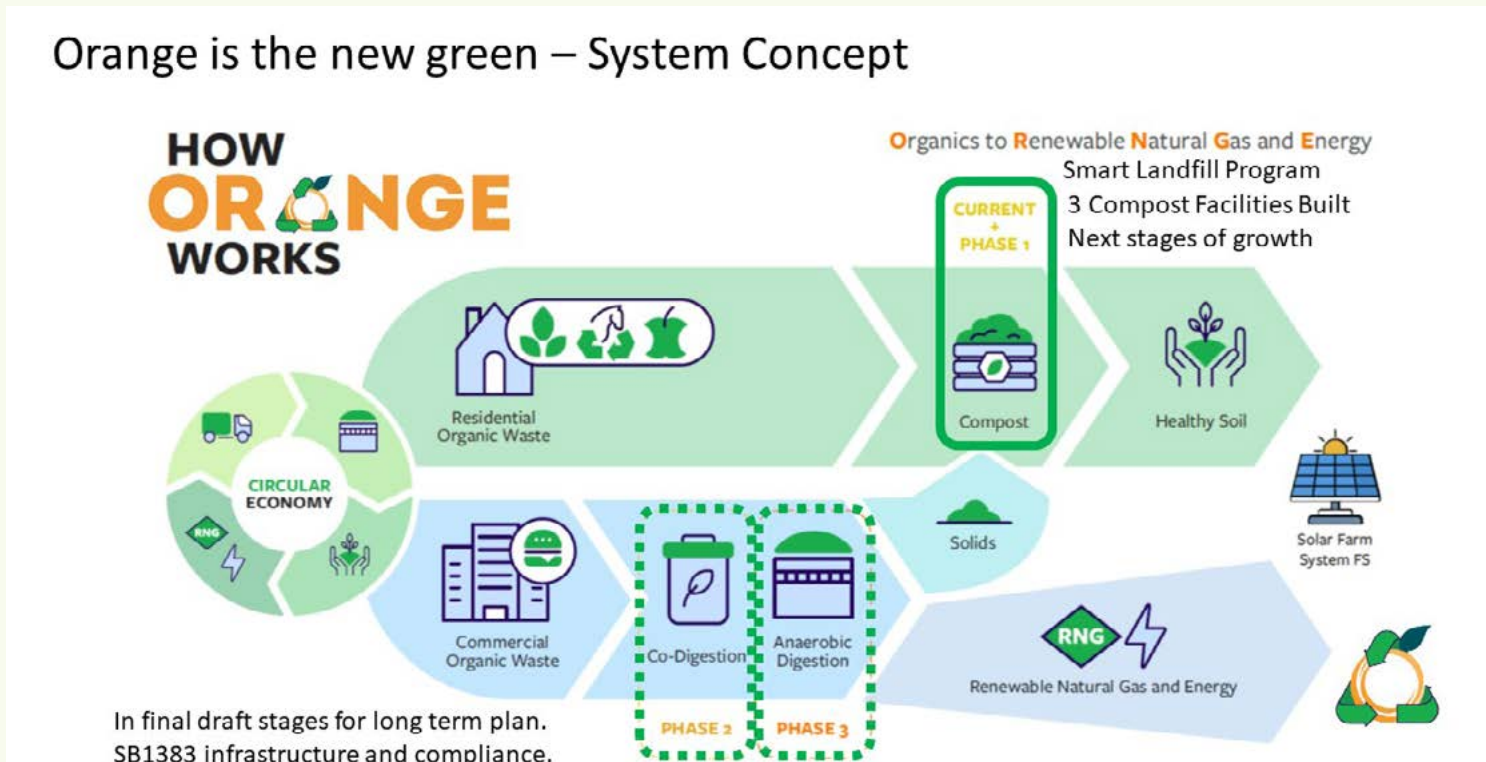 Orange is the new green – System Concept
HOW
ORANGE
WORKS
Organics to Renewable Natural Gas and Energy
Smart Landfill Program
3 Compost Facilities Built
Next stages of growth
CURRENT
+
PHASE 1
Residential
Organic Waste
Compost
Healthy Soil
CIRCULAR
ECONOMY
RNG
Solids
Solar Farm
System FS
Commercial
Organic Waste
Co-Digestion
Anaerobic
Digestion
RNG
Renewable Natural Gas and Energy
PHASE 2
PHASE 3
In final draft stages for long term plan.
SB1383 infrastructure and compliance.